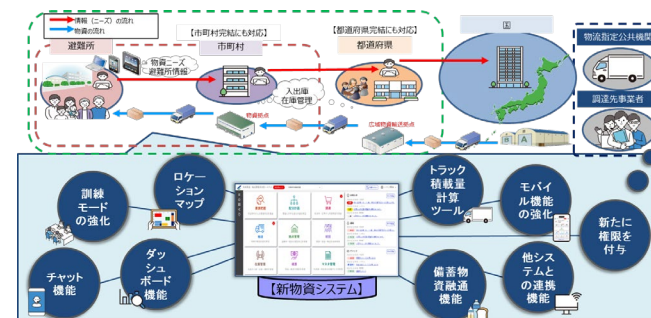 情報（ニーズ）の流れ
物資の流れ
【市町村完結にも対応】
【都道府県完結にも対応】
国
避難所
市町村
都道府県
物流指定公共機関
物資ニーズ
避難所情報
入出庫
在庫管理
調達先事業者
物資拠点
広域物資輸送拠点
B
A
訓練
モード
の強化
ロケー
ション
マップ
トラック
積載量
計算
ツール
モバイ
ル機能
の強化
新たに
権限を
付与
チャット
機能
ダッ
シュ
ボード
機能
【新物資システム】
備蓄物
資融通
機能
他シス
テムと
の連携
機能